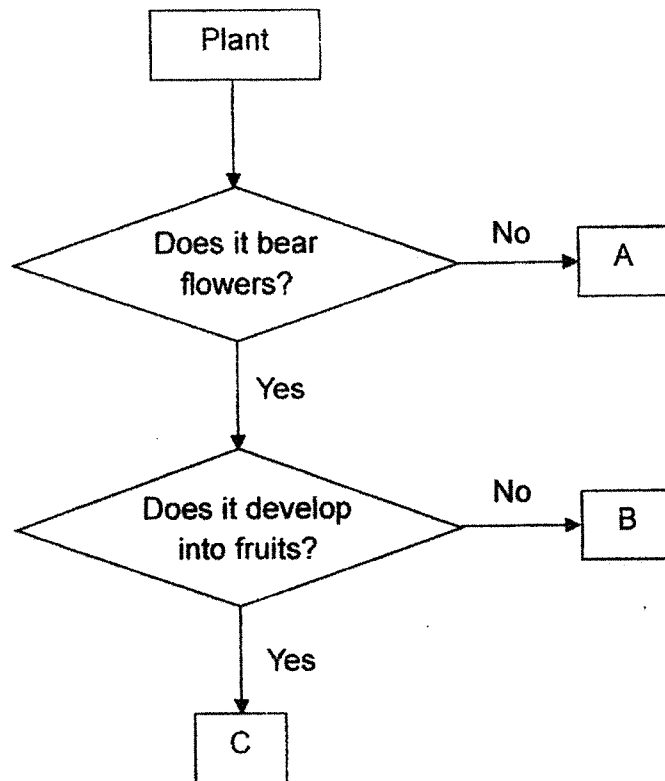 Plant
Does it bear
flowers?
No
A
Yes
Does it develop
into fruits?
No
B
Yes
C